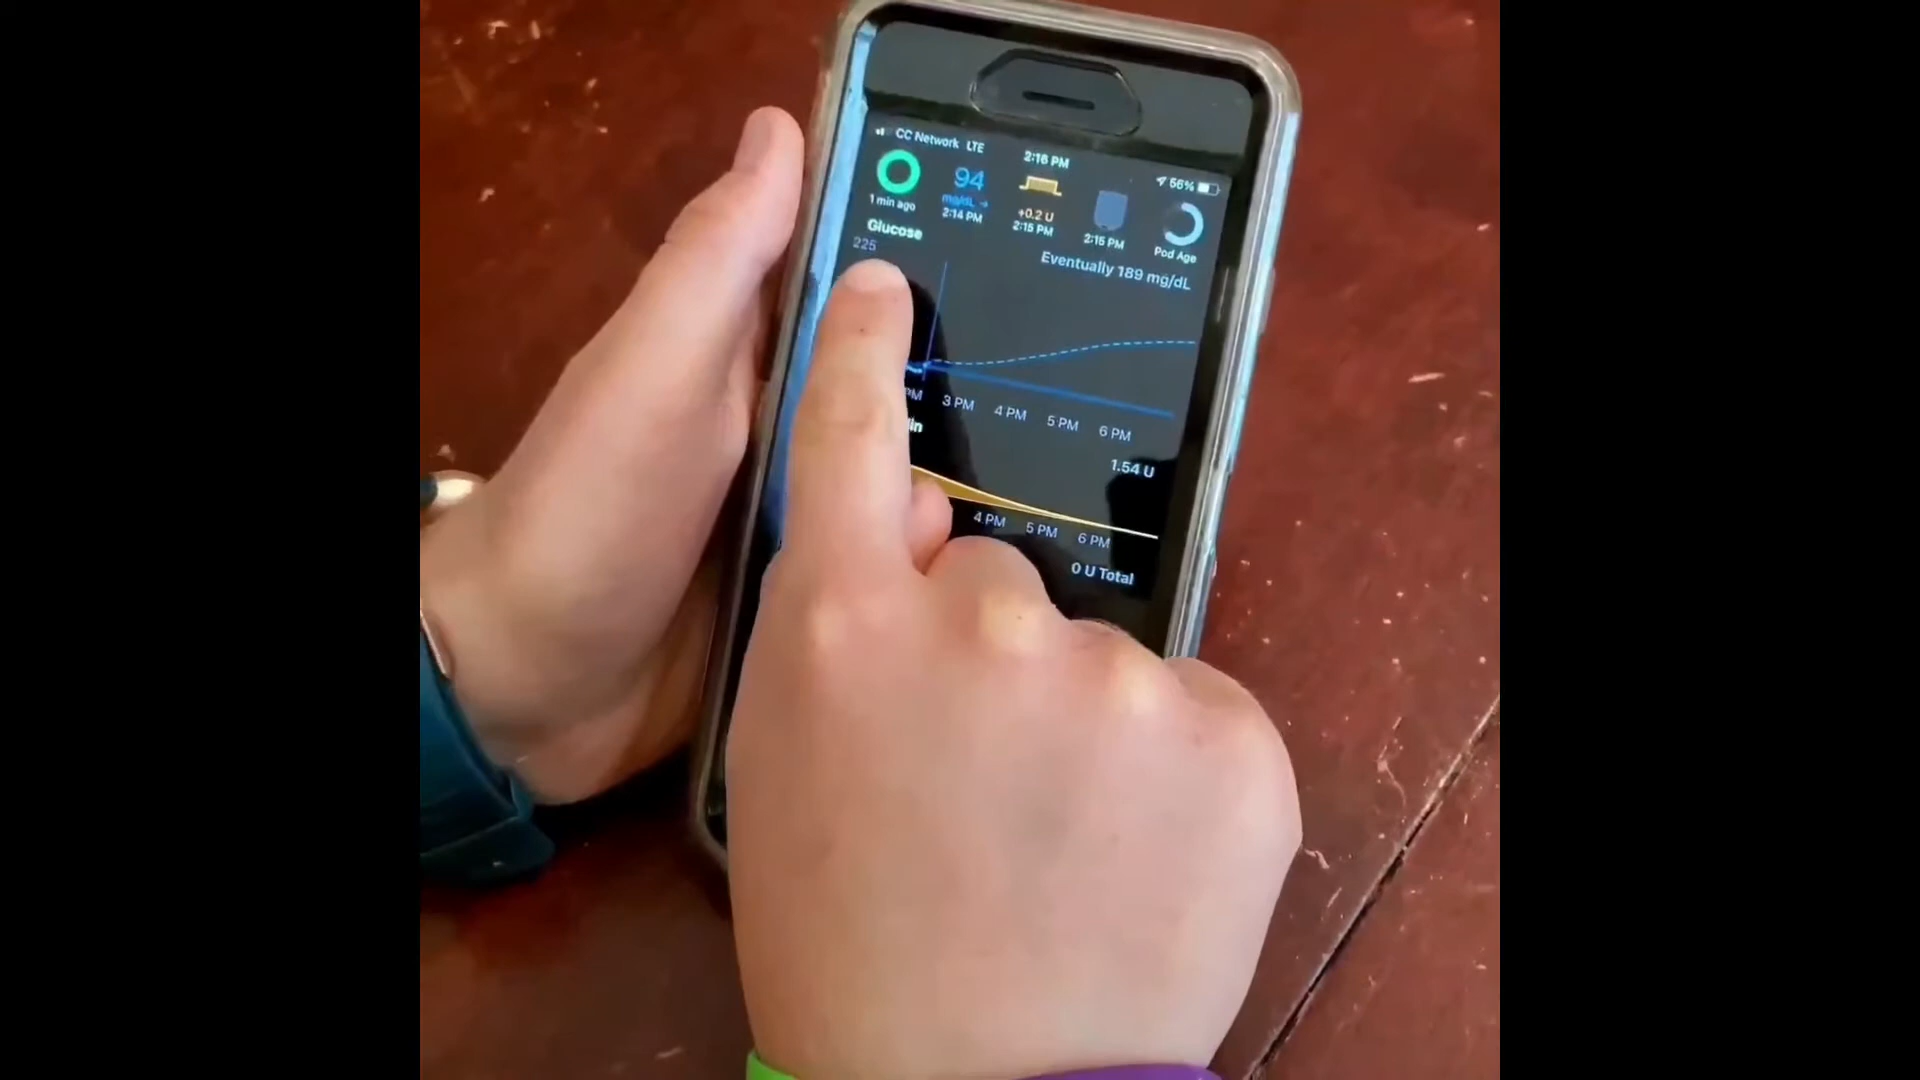 CC Network LTE
2:16 PM
56%
1 min ago
94
mg/dL →
2:14 PM
+0.2 U
2:15 PM
2:15 PM
Pod Age
Glucose
225
Eventually 189 mg/dL
3 PM 4 PM 5 PM 6 PM
1.54 U
4 PM 5 PM 6 PM
0 U Total